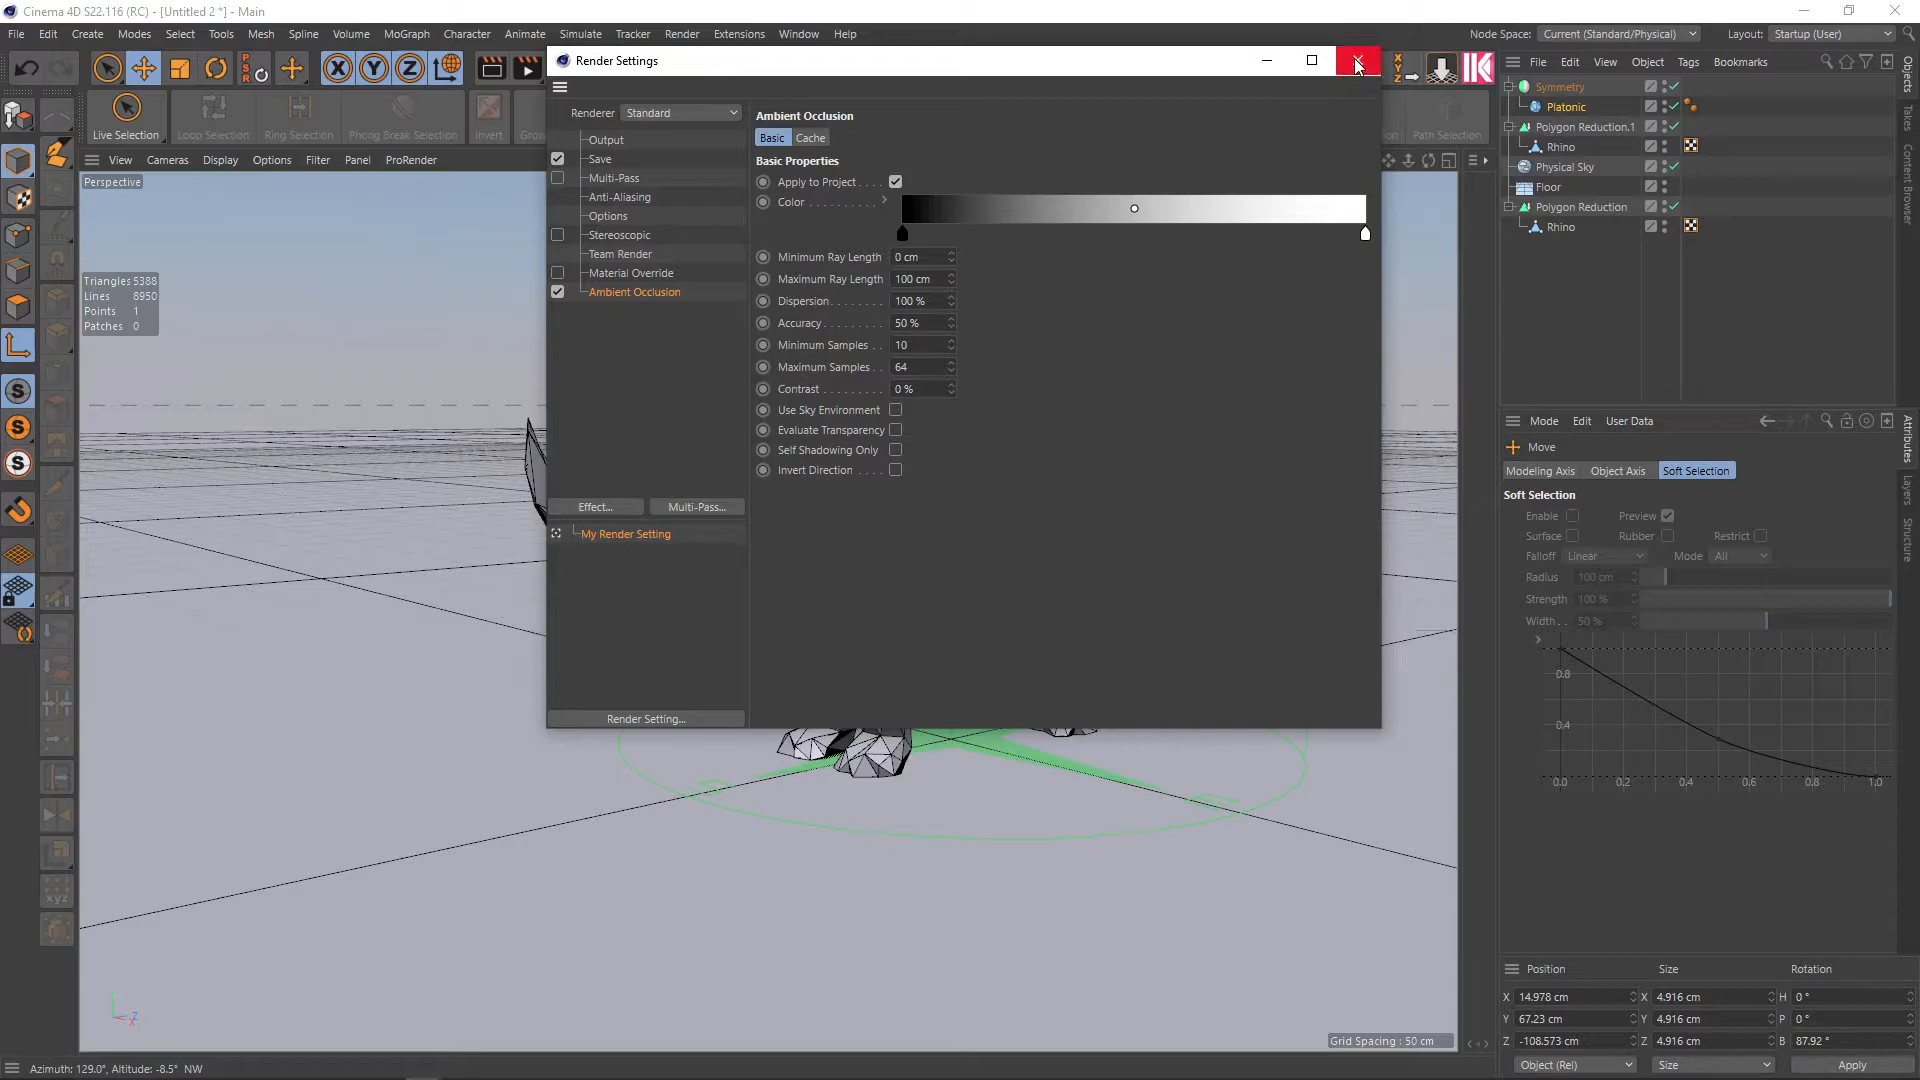 Cinema 4D S22.116 (RC) - [Untitled 2 *] - Main
File Edit Create Modes Select Tools Mesh Spline Volume MoGraph Character Animate Simulate Tracker Render Extensions Window Help
Node Space: Current (Standard/Physical) Layout: Startup (User)
P S R
X Y Z
X Y Z
Live Selection Loop Selection Ring Selection Phong Break Selection Invert Path Selection
View Cameras Display Options Filter Panel ProRender
Perspective
Triangles 5388
Lines 8950
Points 1
Patches 0
Render Settings
Renderer Standard
Output
Save
Multi-Pass
Anti-Aliasing
Options
Stereoscopic
Team Render
Material Override
Ambient Occlusion
Effect... Multi-Pass...
My Render Setting
Render Setting...
Ambient Occlusion
Basic Cache
Basic Properties
Apply to Project . . . .
Color . . . . . . . . . . .
Minimum Ray Length 0 cm
Maximum Ray Length 100 cm
Dispersion. . . . . . . . 100 %
Accuracy. . . . . . . . . 50 %
Minimum Samples . . 10
Maximum Samples . . 64
Contrast . . . . . . . . . 0 %
Use Sky Environment
Evaluate Transparency
Self Shadowing Only
Invert Direction . . . .
File Edit View Object Tags Bookmarks
Symmetry
Platonic
Polygon Reduction.1
Rhino
Physical Sky
Floor
Polygon Reduction
Rhino
Objects
Takes
Content Browser
Mode Edit User Data
Move
Modeling Axis Object Axis Soft Selection
Soft Selection
Enable Preview
Surface Rubber Restrict
Falloff Linear Mode All
Radius 100 cm
Strength 100 %
Width. . 50 %
0.8
0.4
0.0 0.2 0.4 0.6 0.8 1.0
Attributes
Layers
Structure
S
S
S
xyz
Grid Spacing : 50 cm
Y
Z
X
Position Size Rotation
X 14.978 cm X 4.916 cm H 0 °
Y 67.23 cm Y 4.916 cm P 0 °
Z -108.573 cm Z 4.916 cm B 87.92 °
Object (Rel) Size Apply
Azimuth: 129.0°, Altitude: -8.5° NW